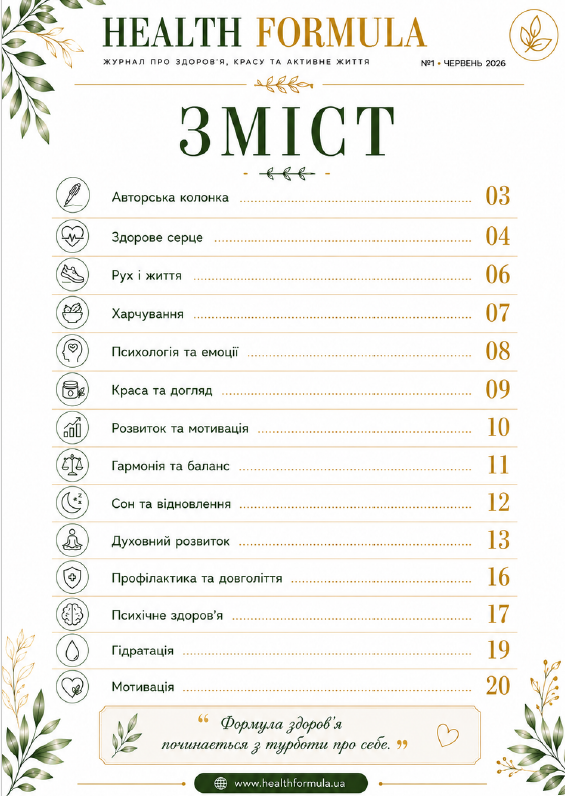 HEALTH FORMULA
ЖУРНАЛ ПРО ЗДОРОВ'Я, КРАСУ ТА АКТИВНЕ ЖИТТЯ
№1 • ЧЕРВЕНЬ 2026
ЗМІСТ
Авторська колонка 03
Здорове серце 04
Рух і життя 06
Харчування 07
Психологія та емоції 08
Краса та догляд 09
Розвиток та мотивація 10
Гармонія та баланс 11
Сон та відновлення 12
Духовний розвиток 13
Профілактика та довголіття 16
Психічне здоров'я 17
Гідратація 19
Мотивація 20
“ Формула здоров'я
починається з турботи про себе. ”
www.healthformula.ua